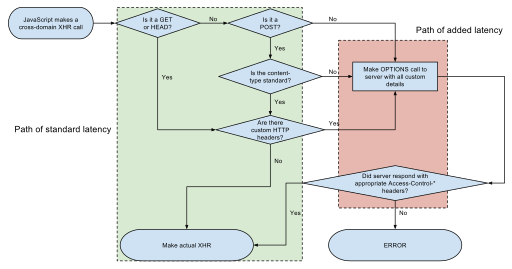 JavaScript makes a
cross-domain XHR call
Is it a GET
or HEAD?
No
Is it a
POST?
No
Path of added latency
Yes
Yes
Is the content-
type standard?
No
Make OPTIONS call to
server with all custom
details
Yes
Path of standard latency
Are there
custom HTTP
headers?
Yes
No
Did server respond with
appropriate Access-Control-*
headers?
Yes
No
Make actual XHR
ERROR